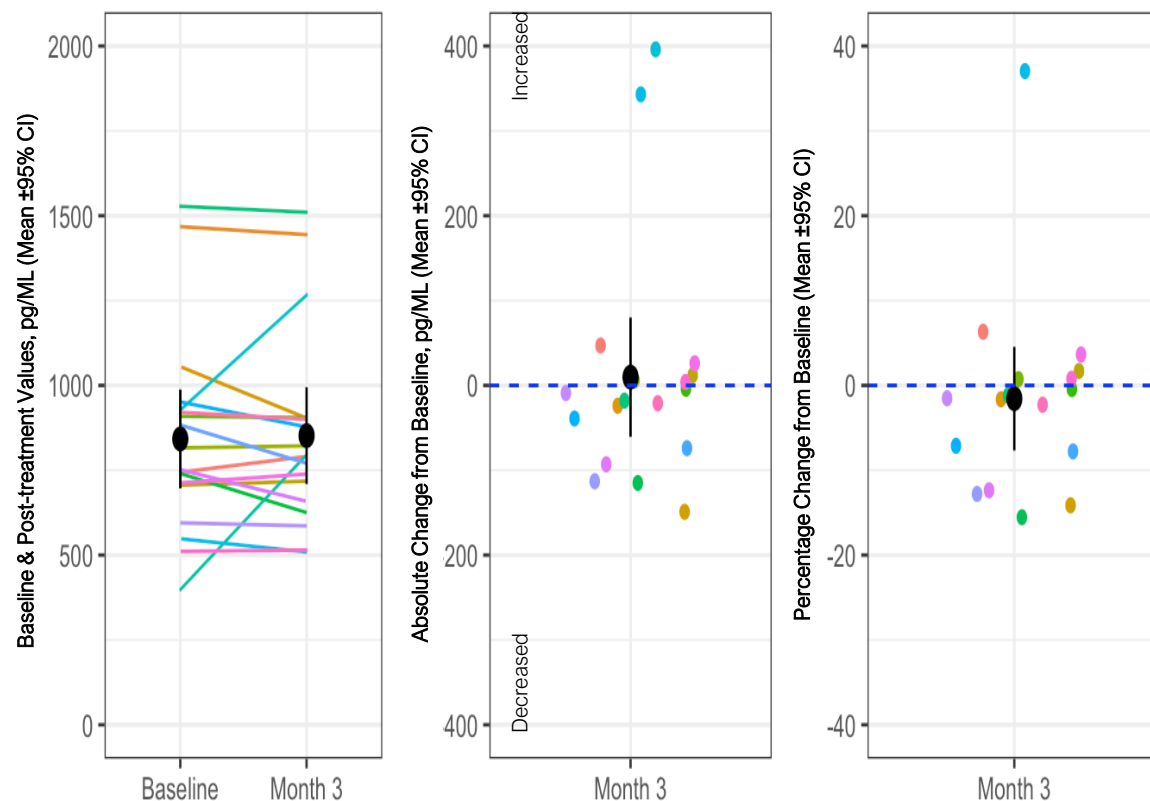 Baseline & Post-treatment Values, pg/ML (Mean ±95% CI)
2000
1500
1000
500
0
Baseline
Month 3
Absolute Change from Baseline, pg/ML (Mean ±95% CI)
400
200
0
200
400
Increased
Decreased
Month 3
Percentage Change from Baseline (Mean ±95% CI)
40
20
0
-20
-40
Month 3